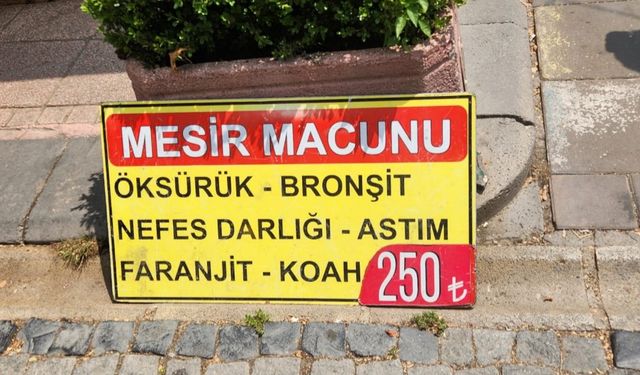 MESİR MACUNU
ÖKSÜRÜK - BRONŞİT
NEFES DARLIĞI - ASTIM
FARANJİT - KOAH
250 ₺